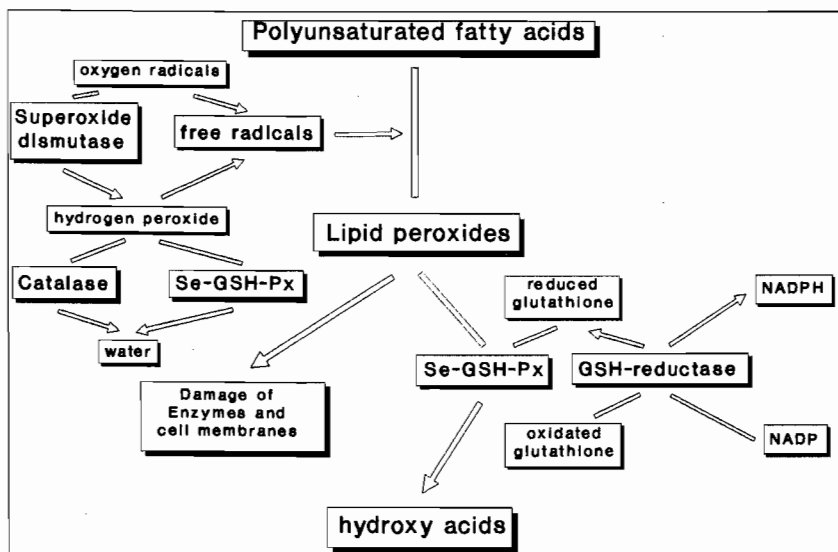 Polyunsaturated fatty acids
oxygen radicals
Superoxide
dismutase
free radicals
hydrogen peroxide
Lipid peroxides
Catalase
Se-GSH-Px
reduced
glutathione
NADPH
water
Se-GSH-Px
GSH-reductase
Damage of
Enzymes and
cell membranes
oxidated
glutathione
NADP
hydroxy acids